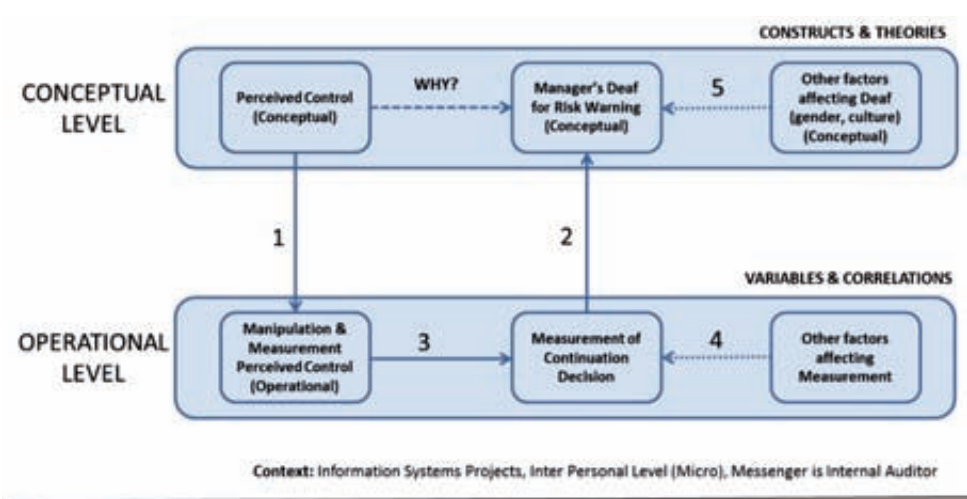 CONSTRUCTS & THEORIES
CONCEPTUAL
LEVEL
Perceived Control
(Conceptual)
WHY?
Manager's Deaf
for Risk Warning
(Conceptual)
5
Other factors
affecting Deaf
(gender, culture)
(Conceptual)
1
2
VARIABLES & CORRELATIONS
OPERATIONAL
LEVEL
Manipulation &
Measurement
Perceived Control
(Operational)
3
Measurement of
Continuation
Decision
4
Other factors
affecting
Measurement
Context: Information Systems Projects, Inter Personal Level (Micro), Messenger is Internal Auditor